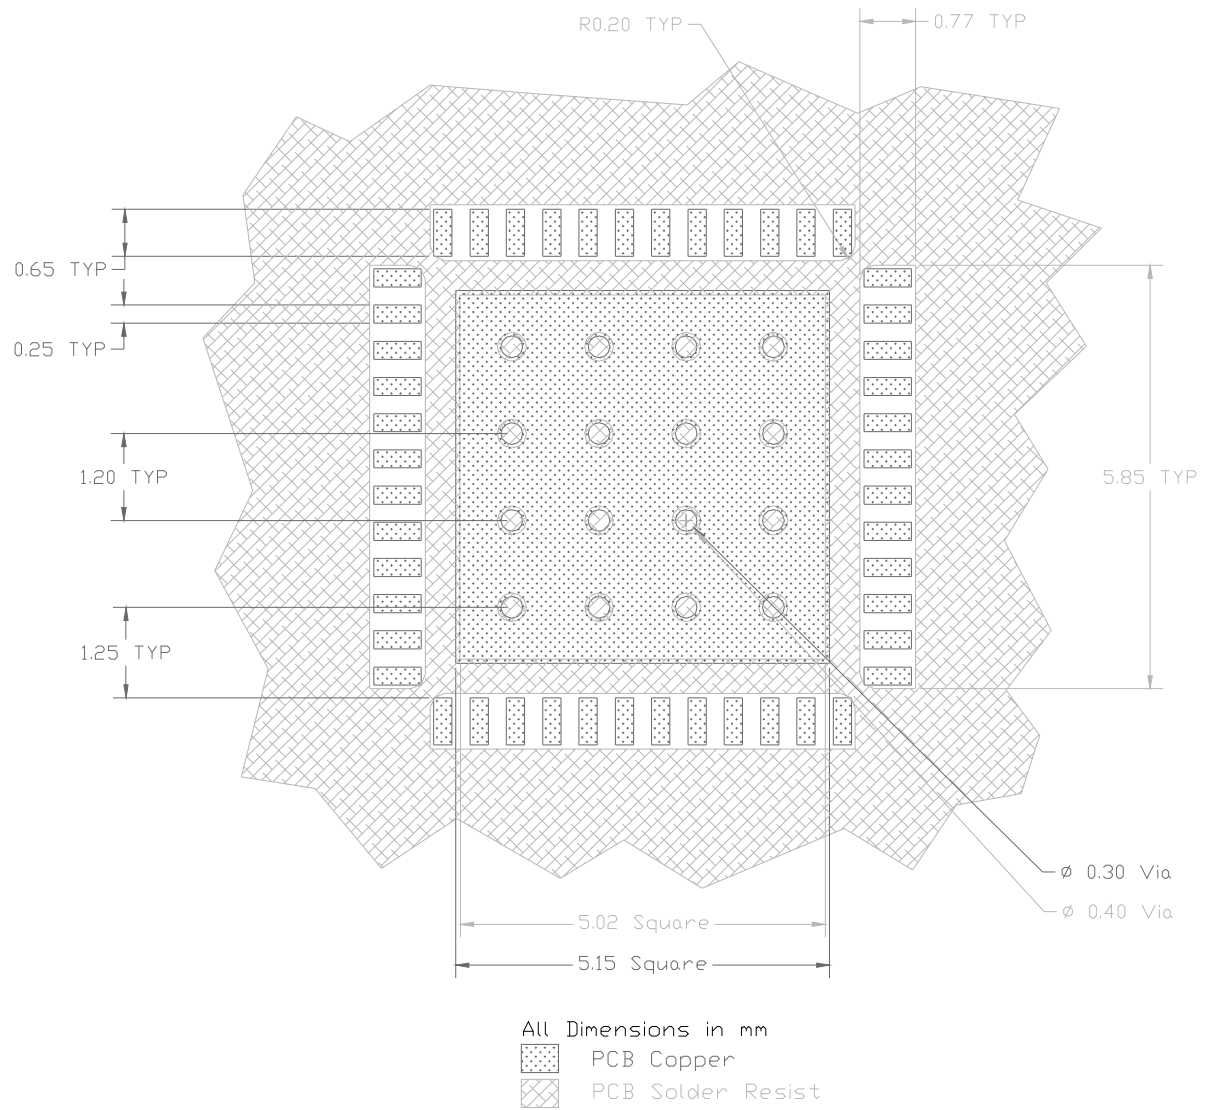 R0.20 TYP
0.77 TYP
0.65 TYP
0.25 TYP
1.20 TYP
5.85 TYP
1.25 TYP
ø 0.30 Via
ø 0.40 Via
5.02 Square
5.15 Square
All Dimensions in mm
PCB Copper
PCB Solder Resist